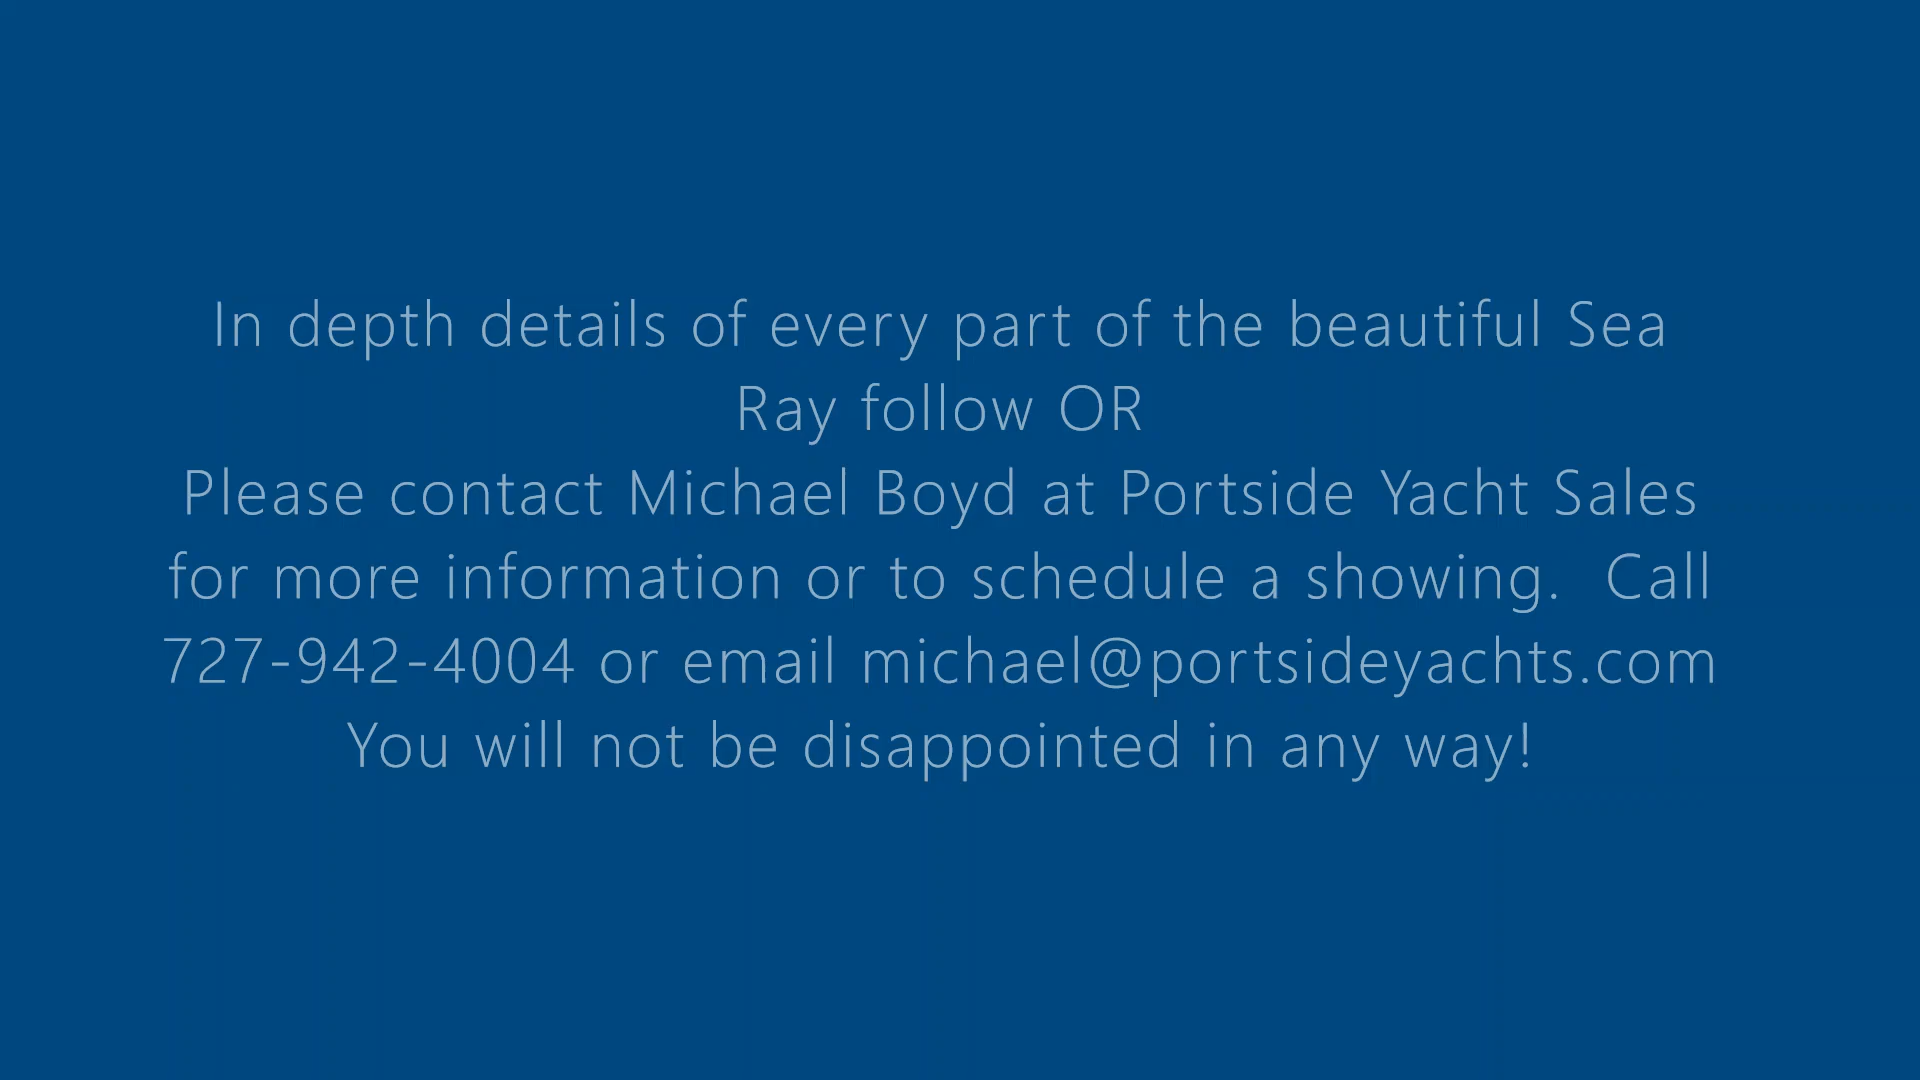 In depth details of every part of the beautiful Sea
Ray follow OR
Please contact Michael Boyd at Portside Yacht Sales
for more information or to schedule a showing.  Call
727-942-4004 or email michael@portsideyachts.com
You will not be disappointed in any way!